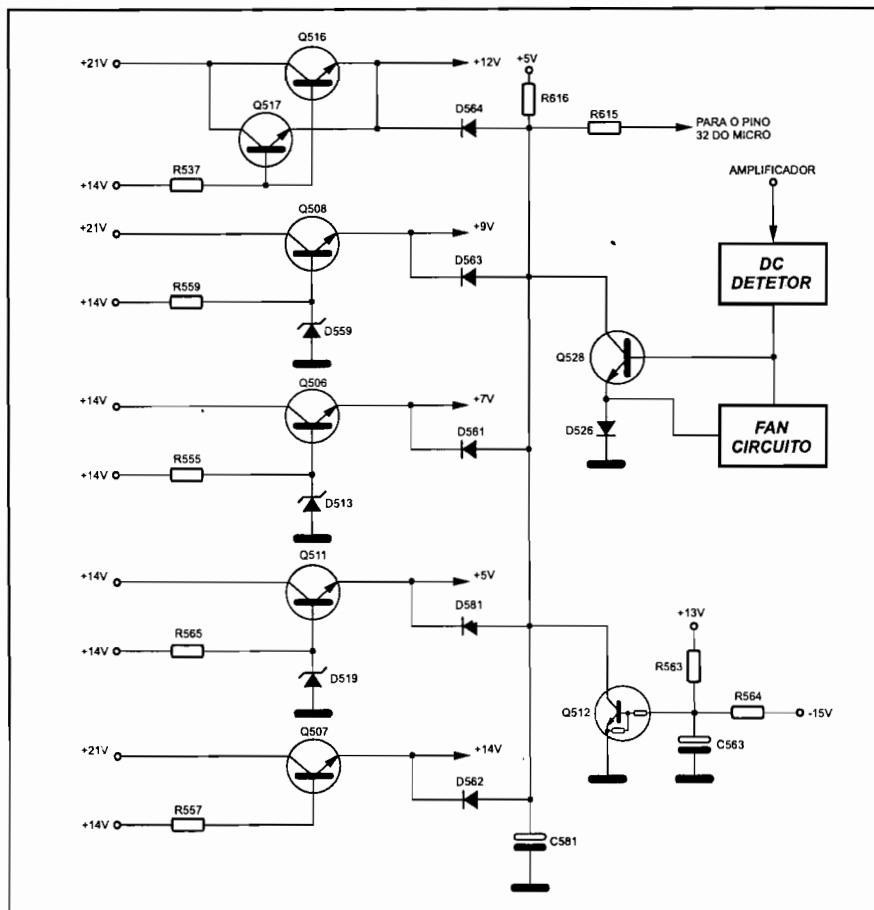 Q516
+21V
+12V
+5V
R616
Q517
D564
R615
PARA O PINO
32 DO MICRO
R537
+14V
AMPLIFICADOR
+21V
Q508
+9V
D563
DC
DETETOR
R559
+14V
D559
Q528
Q506
+14V
+7V
D561
D526
FAN
CIRCUITO
R555
+14V
D513
Q511
+14V
+5V
D581
+13V
R565
+14V
R563
D519
R564
-15V
Q512
C563
Q507
+21V
+14V
D562
R557
+14V
C581